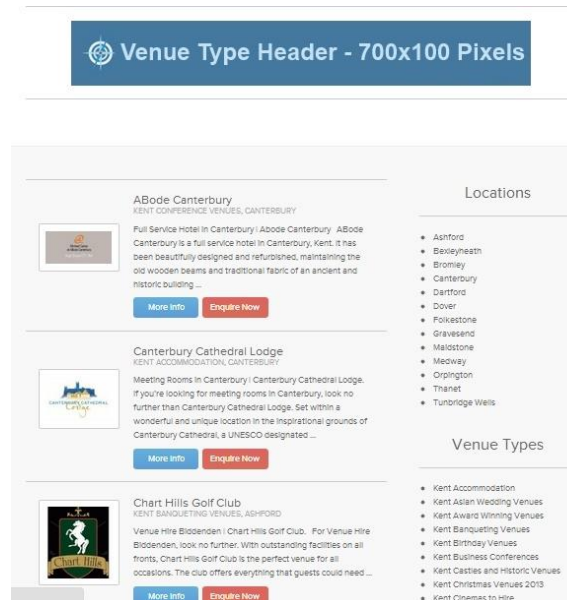 Venue Type Header - 700x100 Pixels
ABode Canterbury
KENT CONFERENCE VENUES, CANTERBURY
Full Service Hotel in Canterbury | Abode Canterbury ABode
Canterbury is a full service hotel in Canterbury, Kent. It has
been beautifully designed and refurbished, maintaining the
old wooden beams and traditional fabric of an ancient and
historic building ...
More Info
Enquire Now
Canterbury Cathedral Lodge
KENT ACCOMMODATION, CANTERBURY
CANTERBURY CATHEDRAL
Lodge
Meeting Rooms in Canterbury | Canterbury Cathedral Lodge.
If you're looking for meeting rooms in Canterbury, look no
further than Canterbury Cathedral Lodge. Set within a
wonderful and unique location in the inspirational grounds of
Canterbury Cathedral, a UNESCO designated ...
More Info
Enquire Now
Chart Hills Golf Club
KENT BANQUETING VENUES, ASHFORD
Chart Hills
Venue Hire Biddenden | Chart Hills Golf Club. For Venue Hire
Biddenden, look no further. With outstanding facilities on all
fronts, Chart Hills Golf Club is the perfect venue for all
occasions. The club offers everything that guests could need ...
More Info
Enquire Now
Locations
Ashford
Bexleyheath
Bromley
Canterbury
Dartford
Dover
Folkestone
Gravesend
Maidstone
Medway
Orpington
Thanet
Tunbridge Wells
Venue Types
Kent Accommodation
Kent Asian Wedding Venues
Kent Award Winning Venues
Kent Banqueting Venues
Kent Birthday Venues
Kent Business Conferences
Kent Castles and Historic Venues
Kent Christmas Venues 2013
Kent Cinemas to Hire